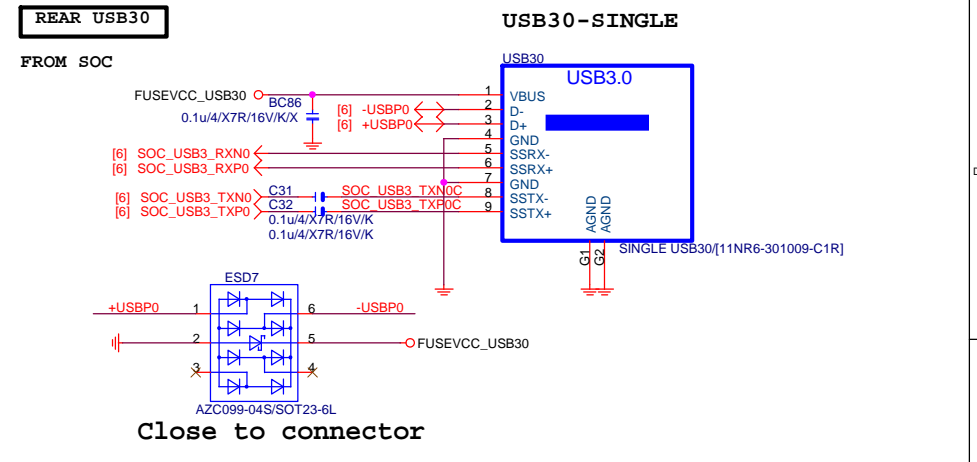 REAR USB30
USB30-SINGLE
FROM SOC
USB30
USB3.0
FUSEVCC_USB30
BC86
0.1u/4/X7R/16V/K/X
[6] -USBP0
[6] +USBP0
1 VBUS
2 D-
3 D+
4 GND
5 SSRX-
6 SSRX+
7 GND
8 SSTX-
9 SSTX+
[6] SOC_USB3_RXN0
[6] SOC_USB3_RXP0
[6] SOC_USB3_TXN0 C31 SOC_USB3_TXN0C
[6] SOC_USB3_TXP0 C32 SOC_USB3_TXP0C
0.1u/4/X7R/16V/K
0.1u/4/X7R/16V/K
AGND
AGND
G1
G2
SINGLE USB30/[11NR6-301009-C1R]
ESD7
+USBP0 1 6 -USBP0
2 5 FUSEVCC_USB30
3 4
AZC099-04S/SOT23-6L
Close to connector